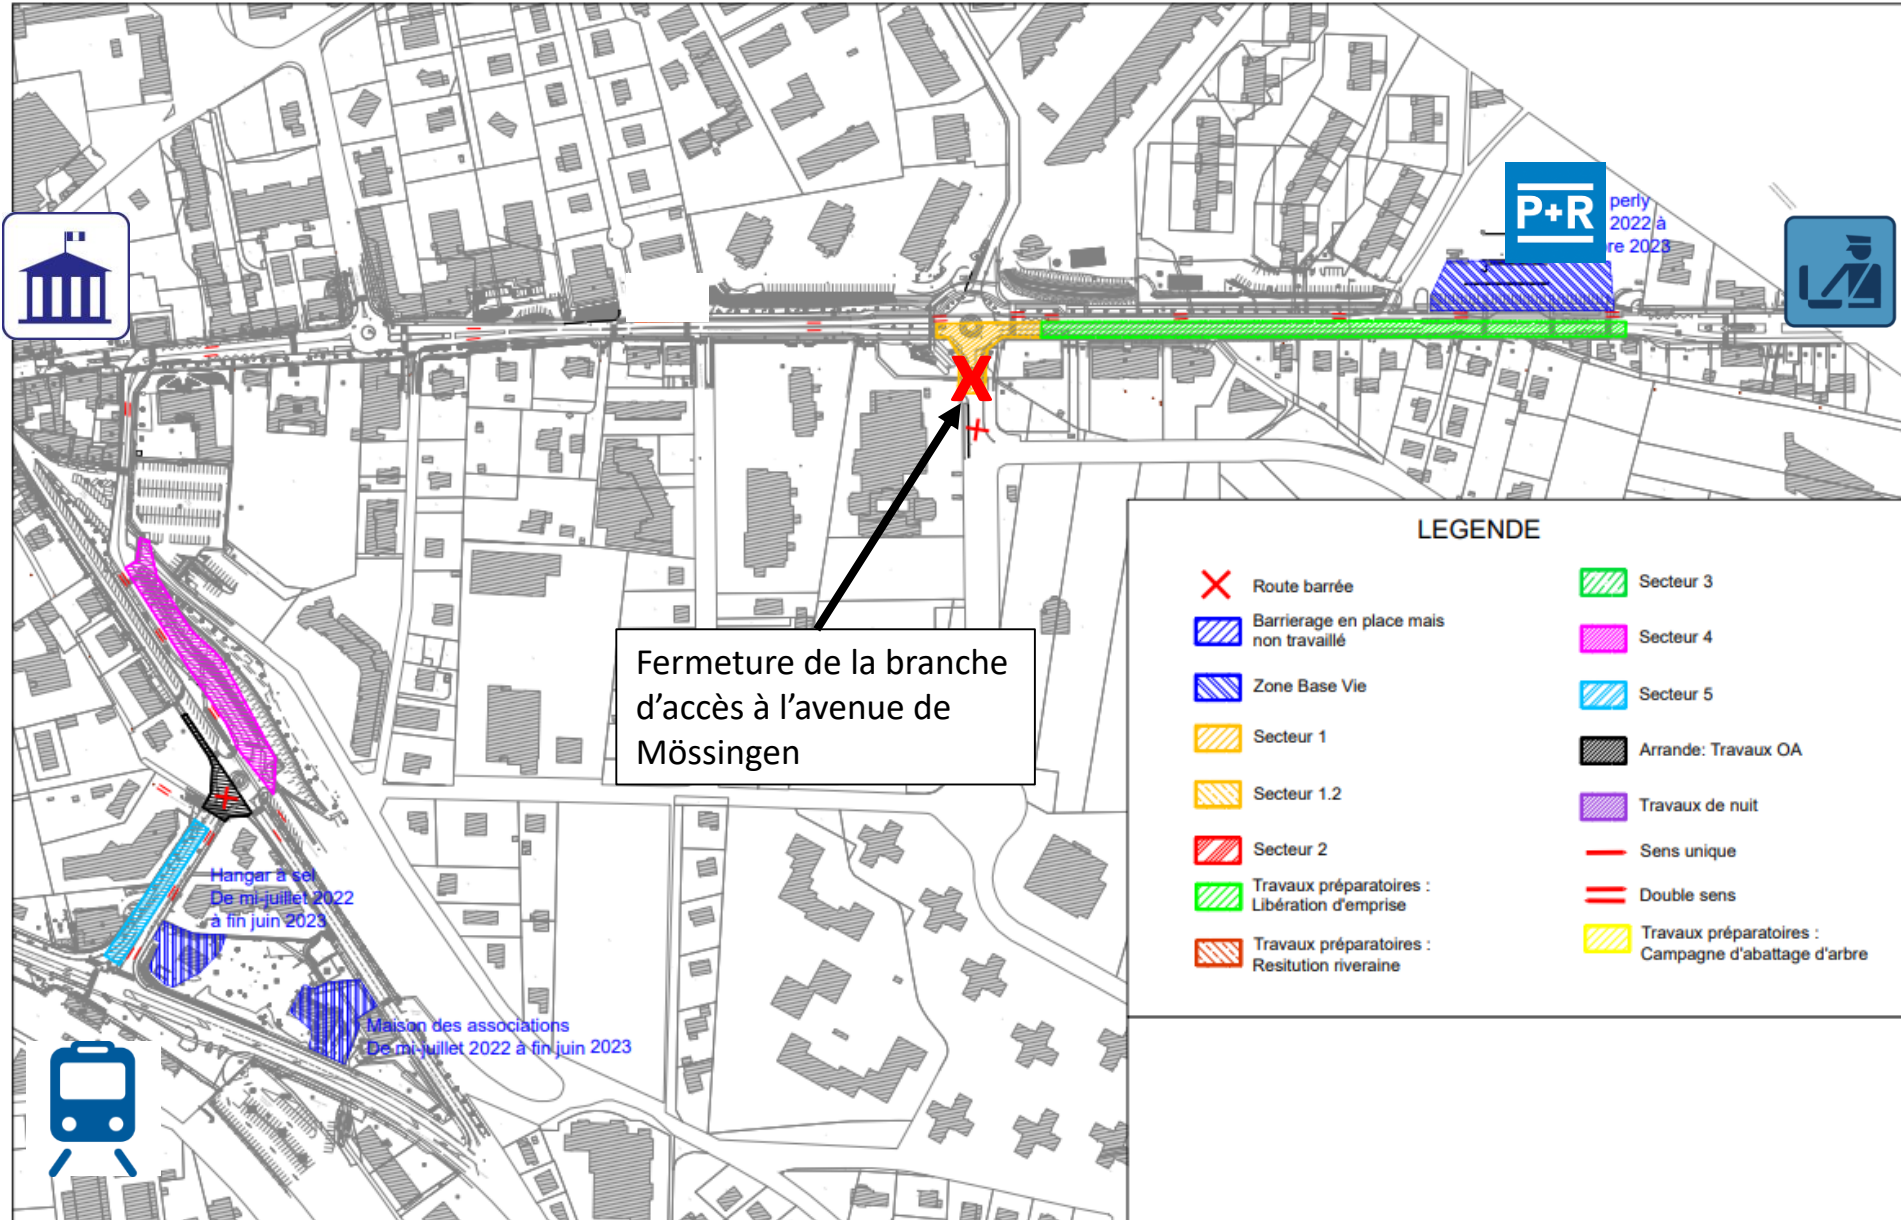 P+R
perly
2022 à
re 2023
Fermeture de la branche
d'accès à l'avenue de
Mössingen
Hangar à sel
De mi-juillet 2022
à fin juin 2023
Maison des associations
De mi-juillet 2022 à fin juin 2023
LEGENDE
Route barrée
Barrierage en place mais
non travaillé
Zone Base Vie
Secteur 1
Secteur 1.2
Secteur 2
Travaux préparatoires :
Libération d'emprise
Travaux préparatoires :
Resitution riveraine
Secteur 3
Secteur 4
Secteur 5
Arrande: Travaux OA
Travaux de nuit
Sens unique
Double sens
Travaux préparatoires :
Campagne d'abattage d'arbre